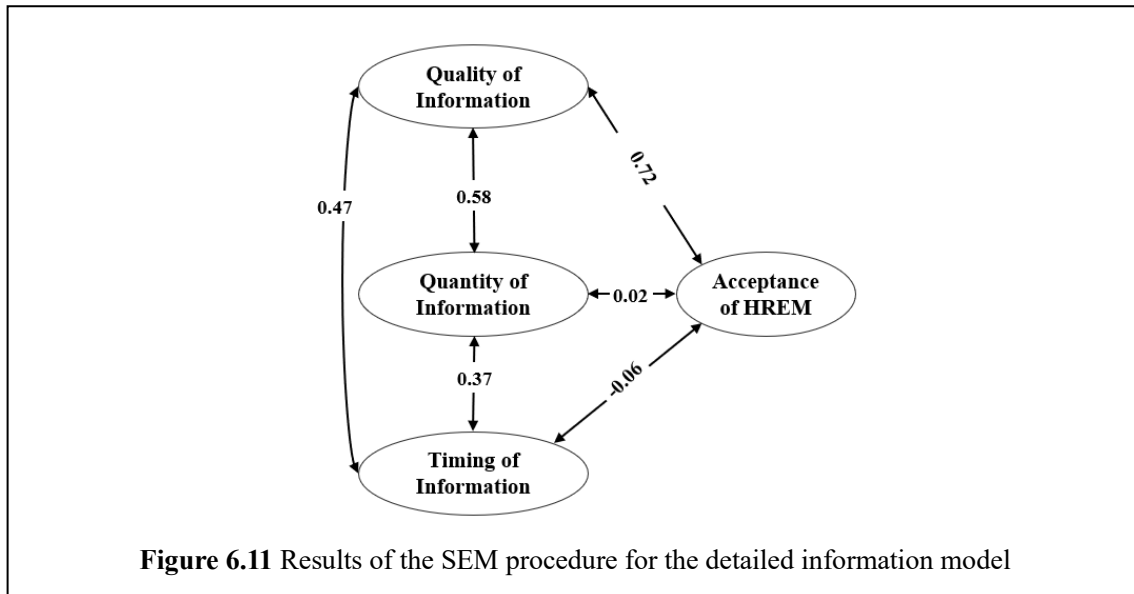 Quality of
Information
0.72
0.47
0.58
Quantity of
Information
0.02
Acceptance
of HREM
0.37
-0.06
Timing of
Information
Figure 6.11 Results of the SEM procedure for the detailed information model